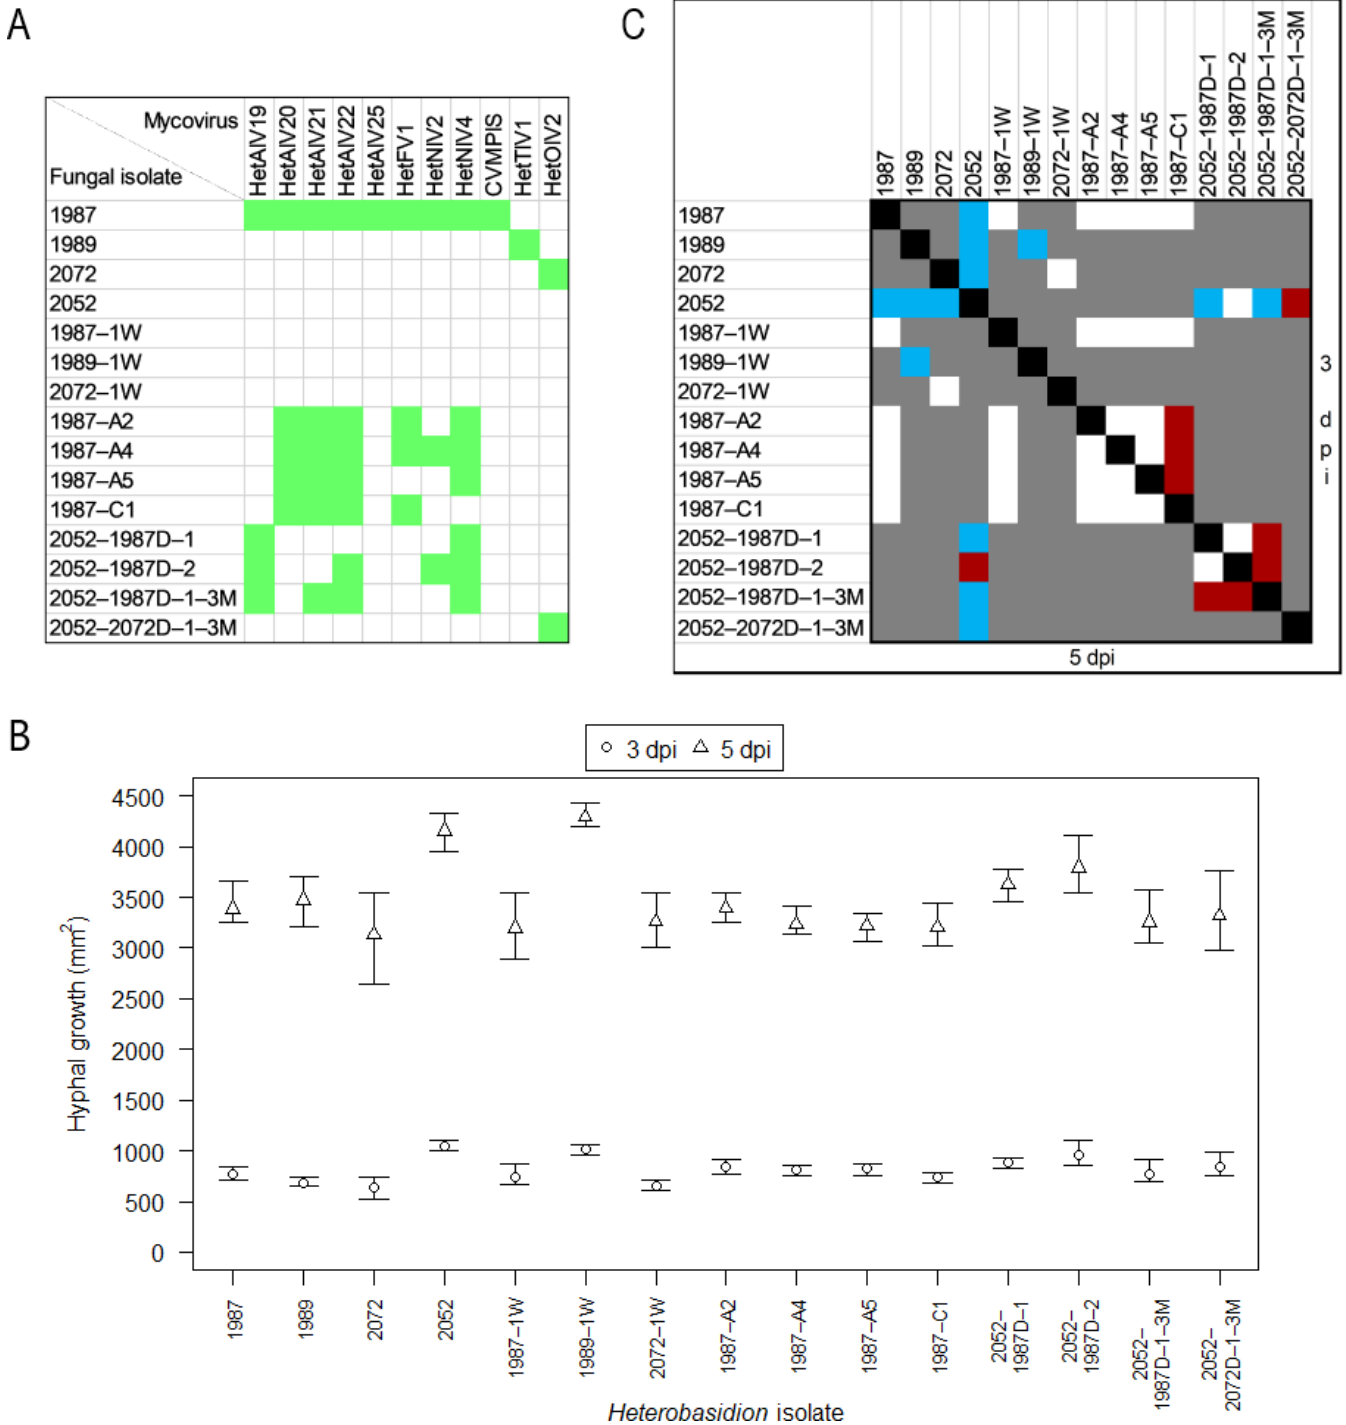 A
Mycovirus
Fungal isolate
HetAlV19
HetAlV20
HetAlV21
HetAlV22
HetAlV25
HetFV1
HetNlV2
HetNlV4
CVMPIS
HetTlV1
HetOlV2
1987
1989
2072
2052
1987–1W
1989–1W
2072–1W
1987–A2
1987–A4
1987–A5
1987–C1
2052–1987D–1
2052–1987D–2
2052–1987D–1–3M
2052–2072D–1–3M
C
1987
1989
2072
2052
1987–1W
1989–1W
2072–1W
1987–A2
1987–A4
1987–A5
1987–C1
2052–1987D–1
2052–1987D–2
2052–1987D–1–3M
2052–2072D–1–3M
1987
1989
2072
2052
1987–1W
1989–1W
2072–1W
1987–A2
1987–A4
1987–A5
1987–C1
2052–1987D–1
2052–1987D–2
2052–1987D–1–3M
2052–2072D–1–3M
3
d
p
i
5 dpi
B
3 dpi
5 dpi
Hyphal growth (mm²)
4500
4000
3500
3000
2500
2000
1500
1000
500
0
1987
1989
2072
2052
1987–1W
1989–1W
2072–1W
1987–A2
1987–A4
1987–A5
1987–C1
2052–
1987D–1
2052–
1987D–2
2052–
1987D–1–3M
2052–
2072D–1–3M
Heterobasidion isolate